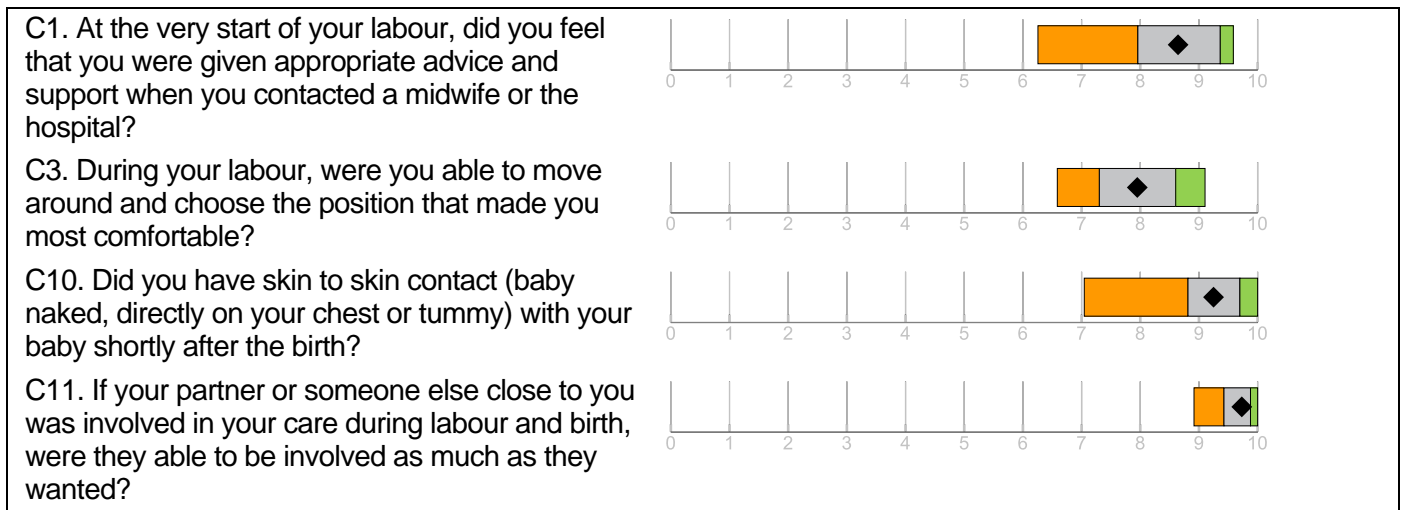 C1. At the very start of your labour, did you feel
that you were given appropriate advice and
support when you contacted a midwife or the
hospital?
0 1 2 3 4 5 6 7 8 9 10
C3. During your labour, were you able to move
around and choose the position that made you
most comfortable?
0 1 2 3 4 5 6 7 8 9 10
C10. Did you have skin to skin contact (baby
naked, directly on your chest or tummy) with your
baby shortly after the birth?
0 1 2 3 4 5 6 7 8 9 10
C11. If your partner or someone else close to you
was involved in your care during labour and birth,
were they able to be involved as much as they
wanted?
0 1 2 3 4 5 6 7 8 9 10